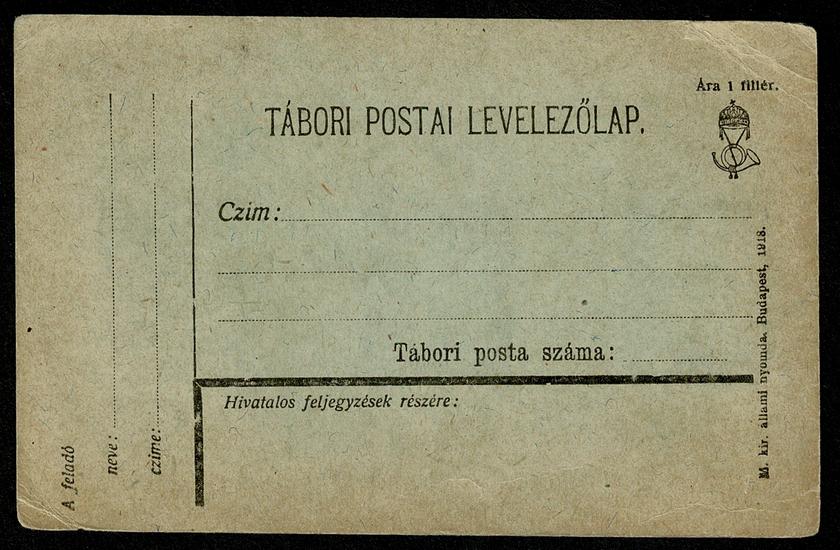 Ára 1 fillér.
TÁBORI POSTAI LEVELEZŐLAP.
Czim:
Tábori posta száma:
Hivatalos feljegyzések részére:
A feladó
neve:
czime:
M. kir. állami nyomda. Budapest, 1918.